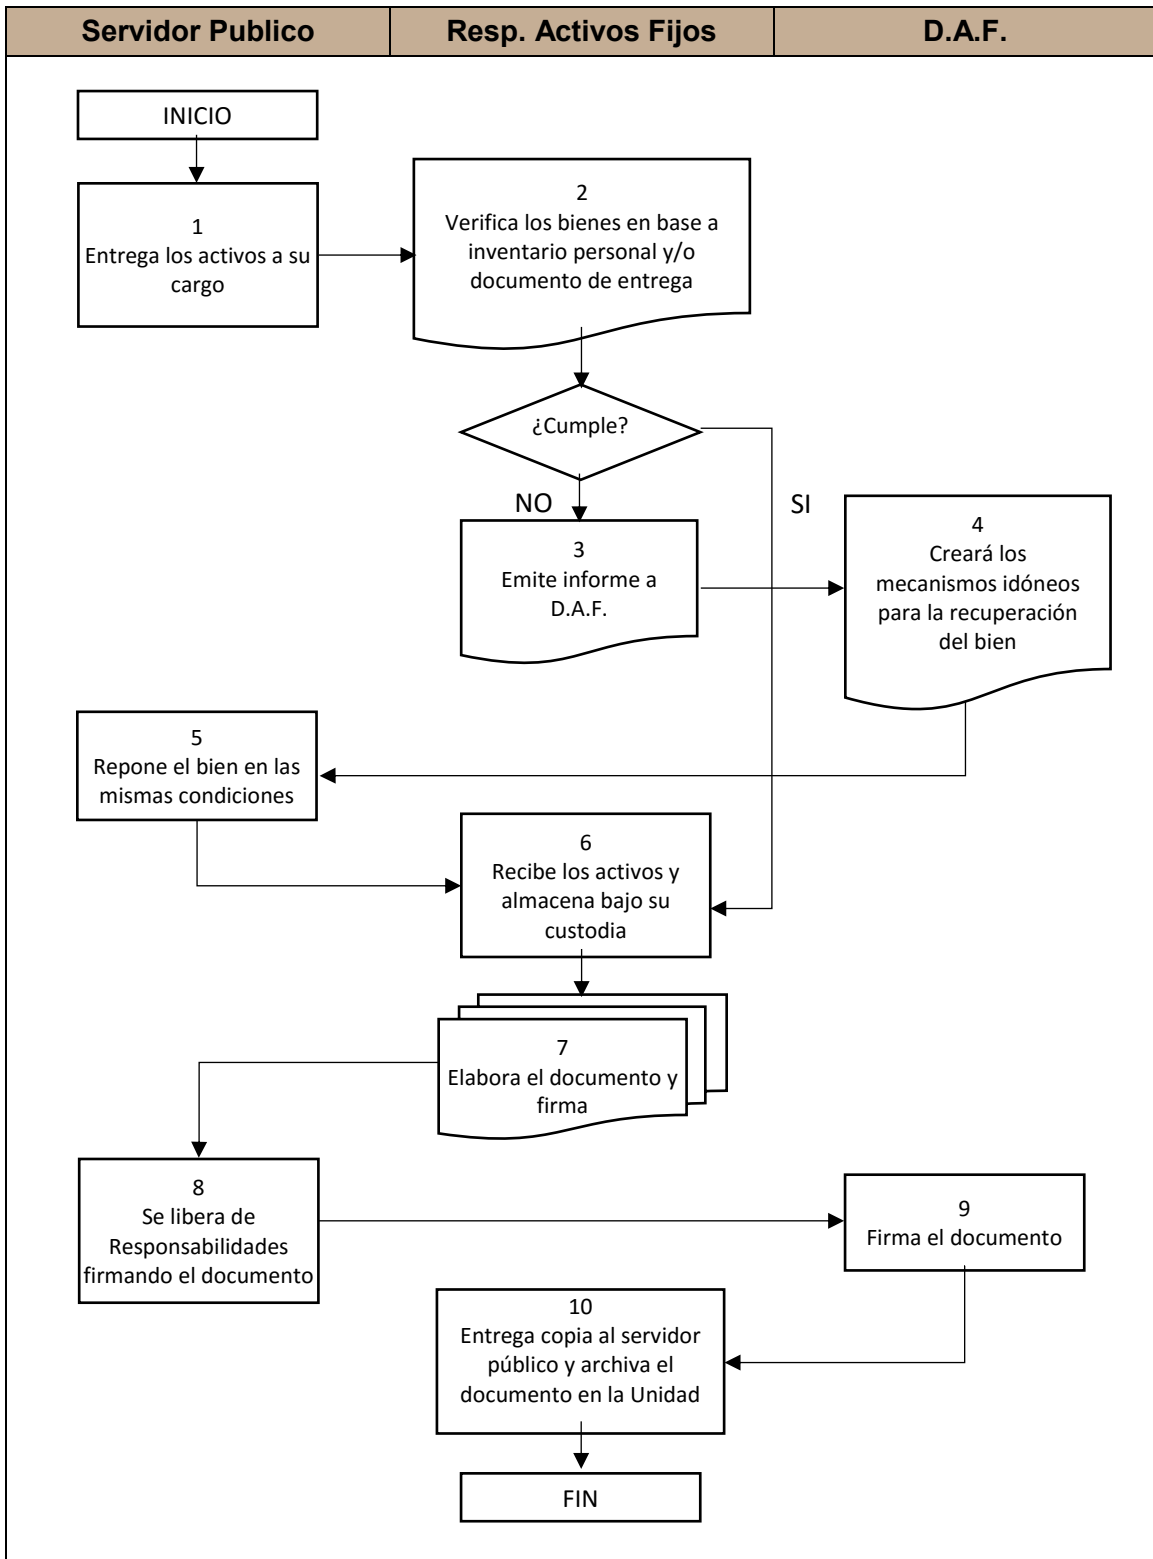 Servidor Publico
Resp. Activos Fijos
D.A.F.
INICIO
1
Entrega los activos a su
cargo
2
Verifica los bienes en base a
inventario personal y/o
documento de entrega
¿Cumple?
NO
SI
3
Emite informe a
D.A.F.
4
Creará los
mecanismos idóneos
para la recuperación
del bien
5
Repone el bien en las
mismas condiciones
6
Recibe los activos y
almacena bajo su
custodia
7
Elabora el documento y
firma
8
Se libera de
Responsabilidades
firmando el documento
9
Firma el documento
10
Entrega copia al servidor
público y archiva el
documento en la Unidad
FIN